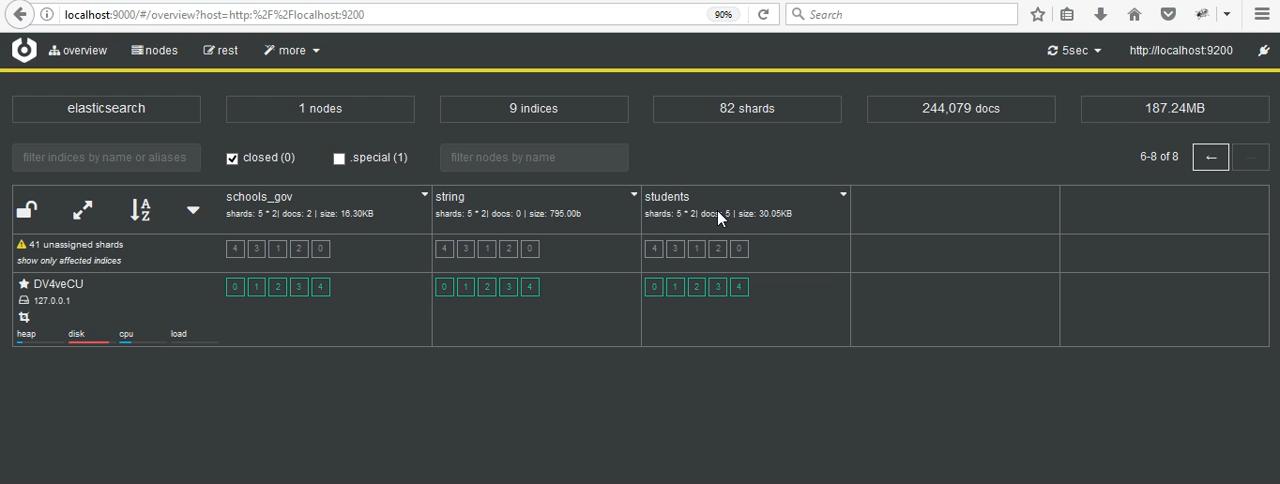 localhost:9000/#/overview?host=http:%2F%2Flocalhost:9200 90% Search
overview nodes rest more 5sec http://localhost:9200
elasticsearch 1 nodes 9 indices 82 shards 244,079 docs 187.24MB
filter indices by name or aliases closed (0) .special (1) filter nodes by name 6-8 of 8
A
Z
schools_gov string students
shards: 5 * 2| docs: 2 | size: 16.30KB shards: 5 * 2| docs: 0 | size: 795.00b shards: 5 * 2| docs: 5 | size: 30.05KB
41 unassigned shards 4 3 1 2 0 4 3 1 2 0 4 3 1 2 0
show only affected indices
DV4veCU 0 1 2 3 4 0 1 2 3 4 0 1 2 3 4
127.0.0.1
heap disk cpu load